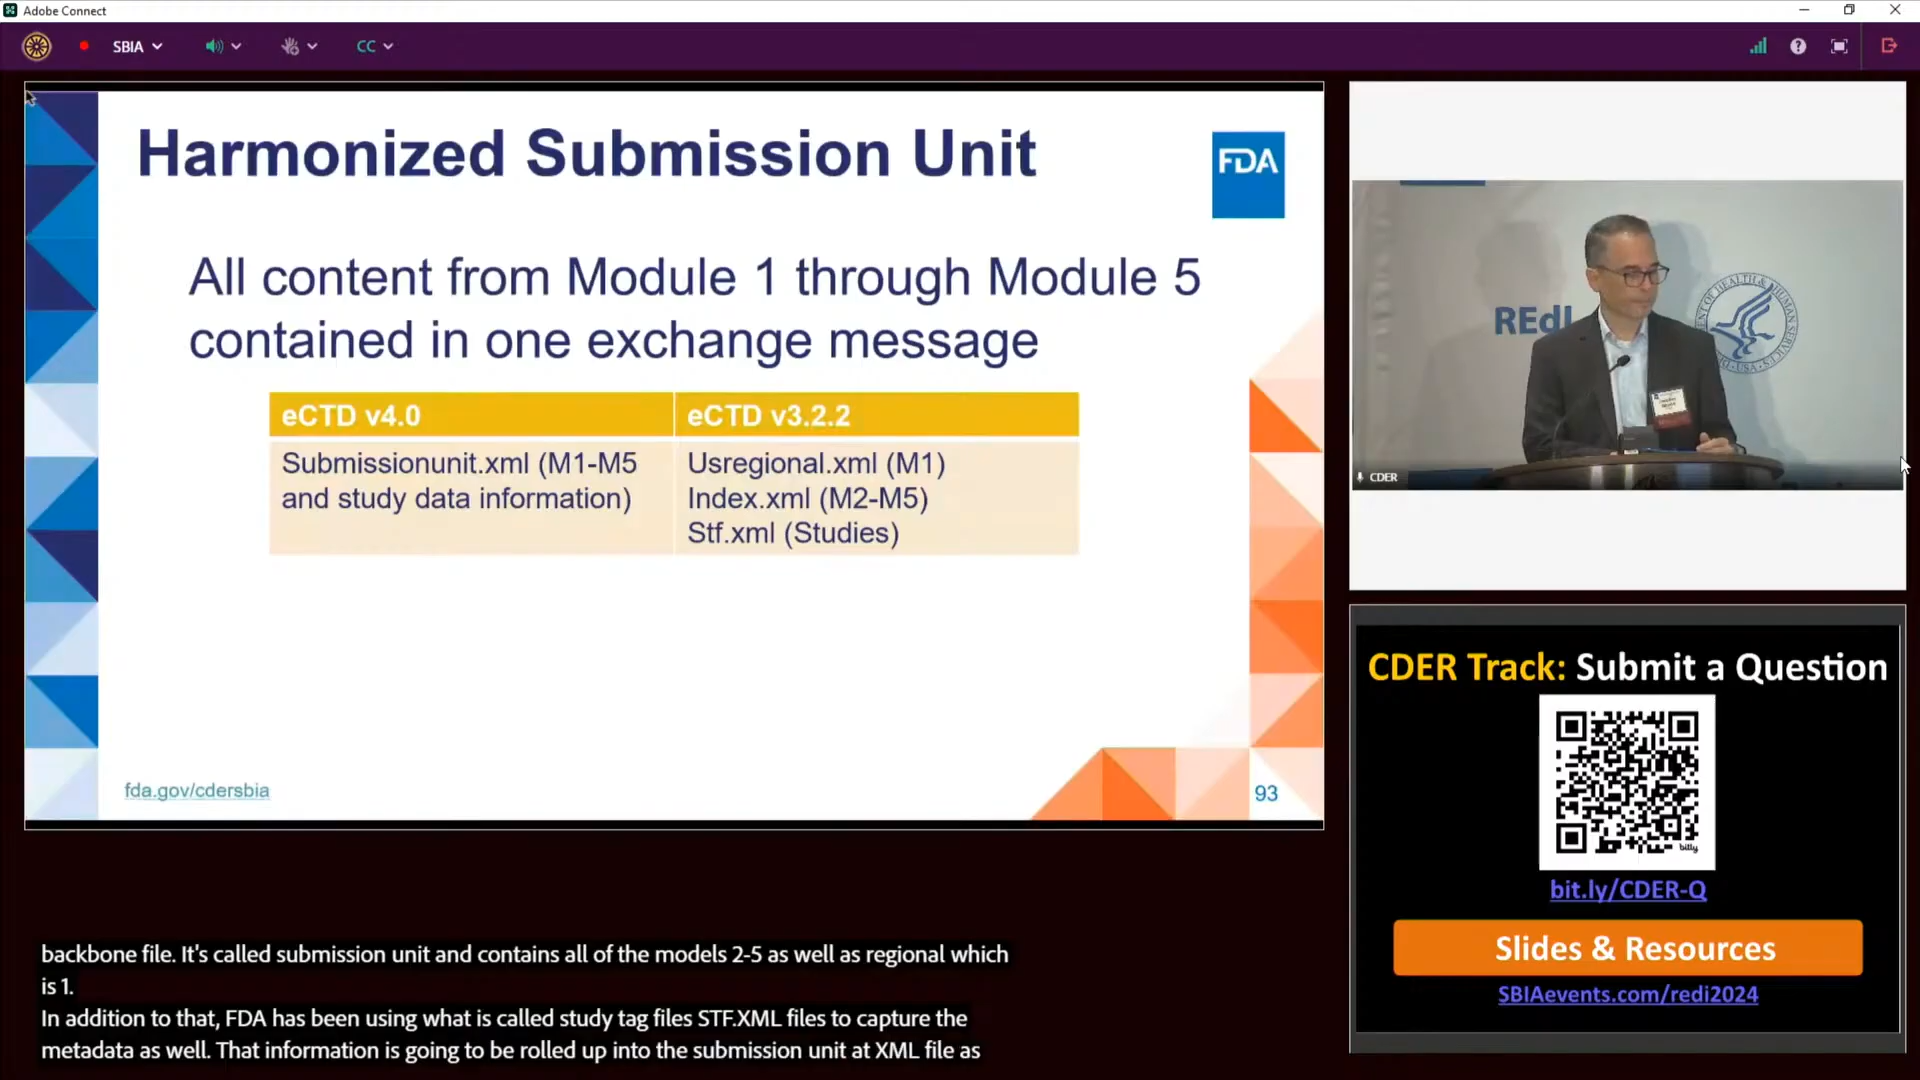 Adobe Connect
SBIA
CC
Harmonized Submission Unit
FDA
All content from Module 1 through Module 5
contained in one exchange message
eCTD v4.0
eCTD v3.2.2
Submissionunit.xml (M1-M5
and study data information)
Usregional.xml (M1)
Index.xml (M2-M5)
Stf.xml (Studies)
fda.gov/cdersbia
93
REdI
CDER
CDER Track: Submit a Question
bitly
bit.ly/CDER-Q
Slides & Resources
SBIAevents.com/redi2024
backbone file. It's called submission unit and contains all of the models 2-5 as well as regional which
is 1.
In addition to that, FDA has been using what is called study tag files STF.XML files to capture the
metadata as well. That information is going to be rolled up into the submission unit at XML file as